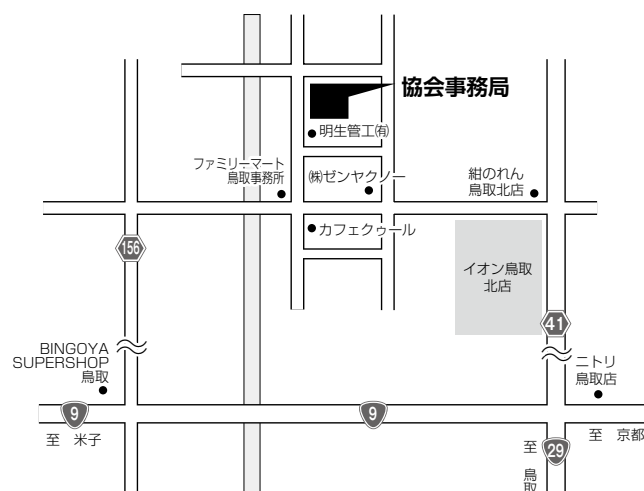 協会事務局
明生管工㈲
ファミリーマート
鳥取事務所
㈱ゼンヤクノー
紺のれん
鳥取北店
カフェクゥール
156
イオン鳥取
北店
41
BINGOYA
SUPERSHOP
鳥取
ニトリ
鳥取店
9
9
至 米子
至 京都
29
至 鳥取